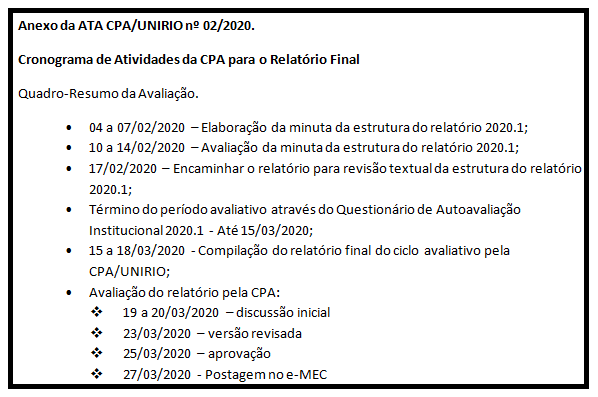 Anexo da ATA CPA/UNIRIO nº 02/2020.
Cronograma de Atividades da CPA para o Relatório Final
Quadro-Resumo da Avaliação.
• 04 a 07/02/2020 – Elaboração da minuta da estrutura do relatório 2020.1;
• 10 a 14/02/2020 – Avaliação da minuta da estrutura do relatório 2020.1;
• 17/02/2020 – Encaminhar o relatório para revisão textual da estrutura do relatório
2020.1;
• Término do período avaliativo através do Questionário de Autoavaliação
Institucional 2020.1 - Até 15/03/2020;
• 15 a 18/03/2020 - Compilação do relatório final do ciclo avaliativo pela
CPA/UNIRIO;
• Avaliação do relatório pela CPA:
❖ 19 a 20/03/2020 – discussão inicial
❖ 23/03/2020 – versão revisada
❖ 25/03/2020 – aprovação
❖ 27/03/2020 - Postagem no e-MEC